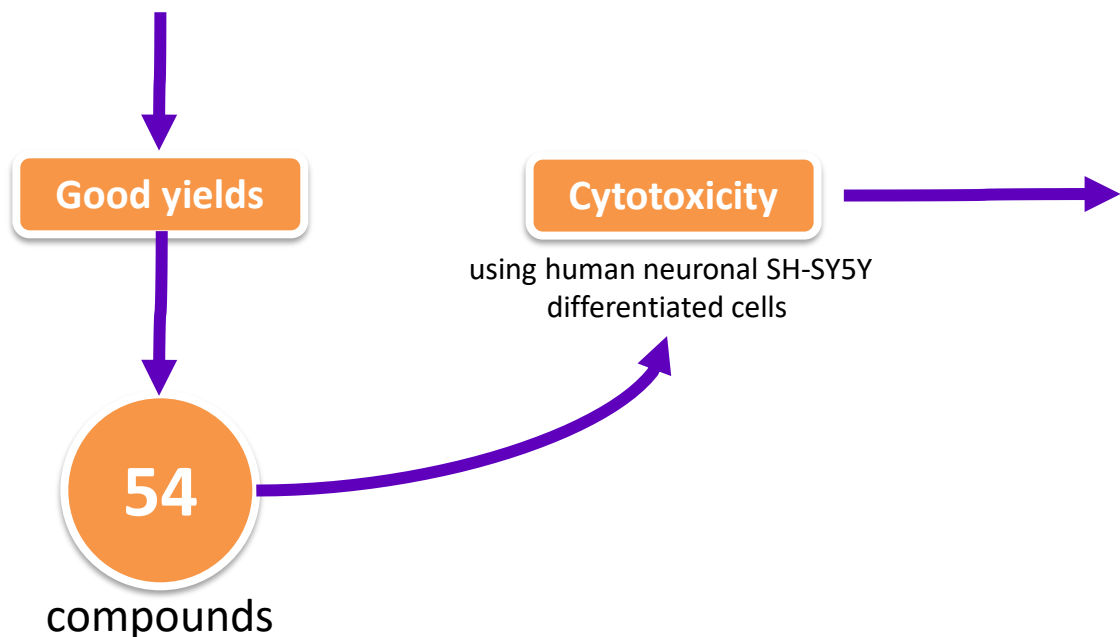 Good yields
54
compounds
Cytotoxicity
using human neuronal SH-SY5Y
differentiated cells